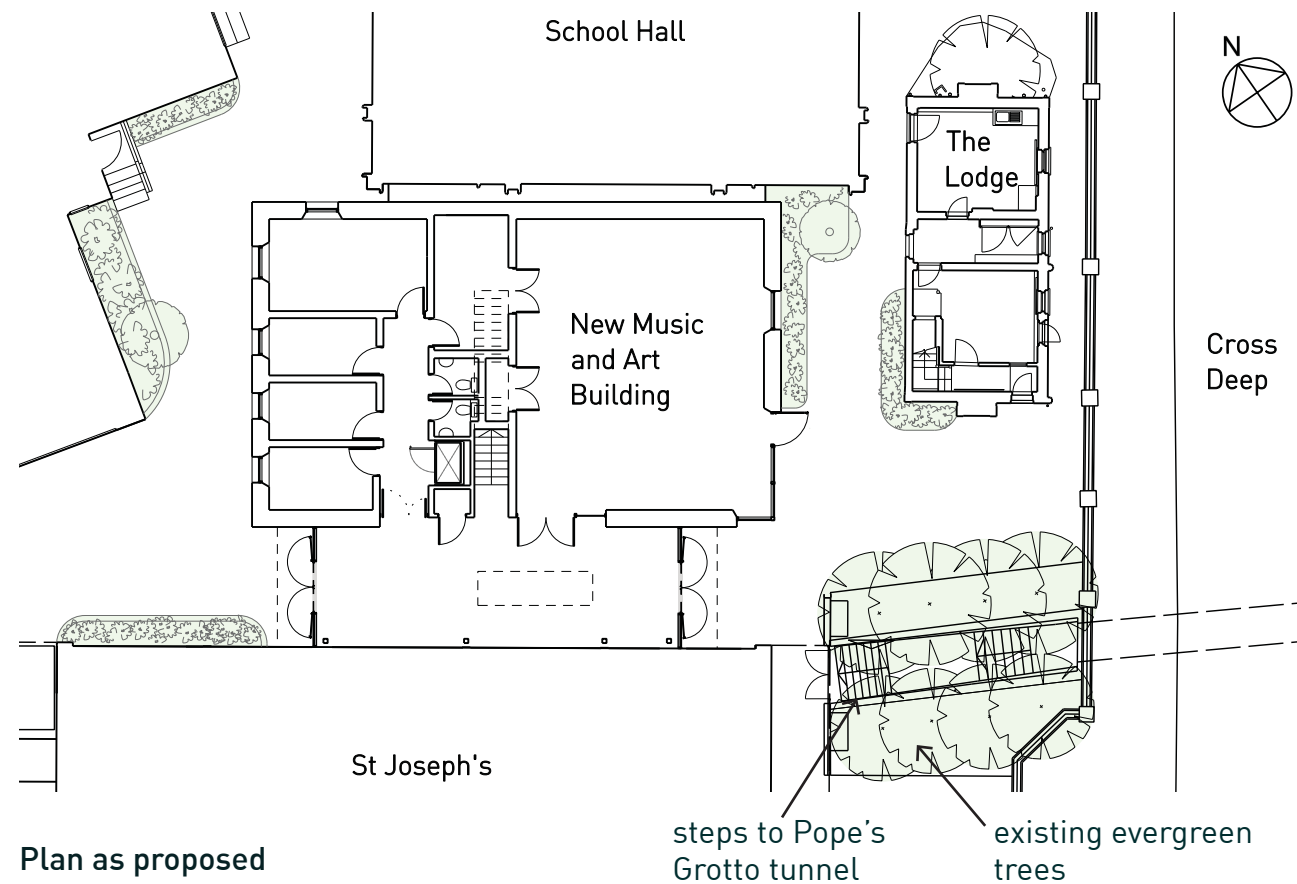 School Hall
N
The
Lodge
New Music
and Art
Building
Cross
Deep
St Joseph's
steps to Pope’s
Grotto tunnel
existing evergreen
trees
Plan as proposed